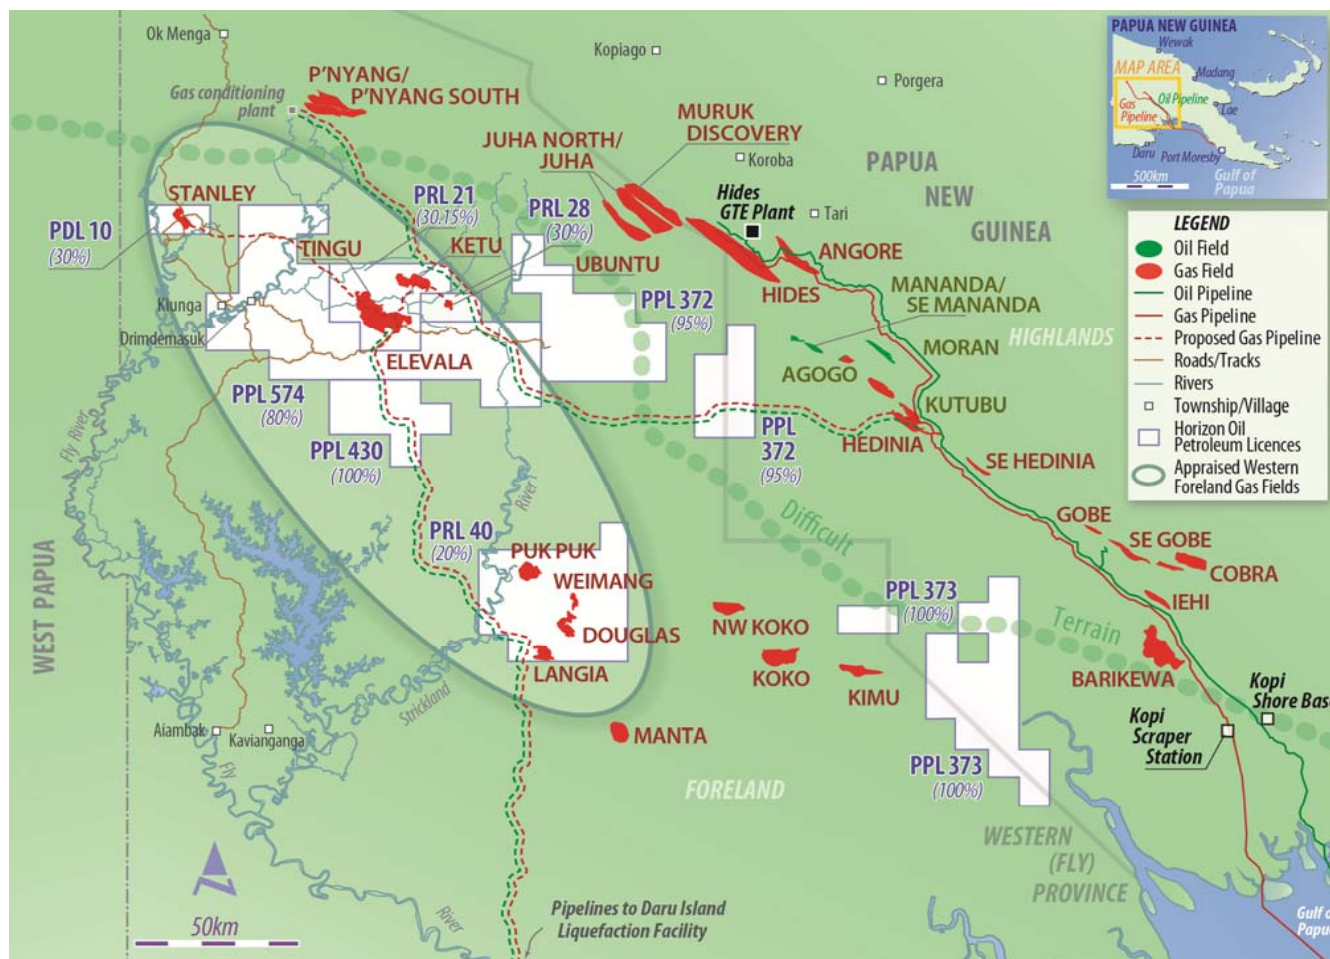 Ok Menga
Kopiago
Porgera
P'NYANG/
P'NYANG SOUTH
Gas conditioning
plant
MURUK
DISCOVERY
JUHA NORTH/
JUHA
Koroba
PAPUA
NEW
GUINEA
Hides
GTE Plant
Tari
STANLEY
PDL 10
(30%)
PRL 21
(30.15%)
PRL 28
(30%)
TINGU
KETU
UBUNTU
ANGORE
HIDES
MANANDA/
SE MANANDA
HIGHLANDS
Kiunga
Drimdemasuk
PPL 372
(95%)
MORAN
AGOGO
ELEVALA
KUTUBU
PPL 574
(80%)
PPL 430
(100%)
PPL
372
(95%)
HEDINIA
SE HEDINIA
Fly River
River
Difficult
GOBE
SE GOBE
COBRA
IEHI
PRL 40
(20%)
PUK PUK
WEIMANG
DOUGLAS
LANGIA
WEST PAPUA
PPL 373
(100%)
Terrain
NW KOKO
KOKO
KIMU
BARIKEWA
Kopi
Shore Base
Kopi
Scraper
Station
Strickland
Aiambak
Kavianganga
Fly
MANTA
FORELAND
PPL 373
(100%)
WESTERN
(FLY)
PROVINCE
50km
River
Pipelines to Daru Island
Liquefaction Facility
Gulf o
Papu
PAPUA NEW GUINEA
Wewak
MAP AREA
Madang
Oil Pipeline
Gas
Pipeline
Lae
Daru
Port Moresby
500km
Gulf of
Papua
LEGEND
Oil Field
Gas Field
Oil Pipeline
Gas Pipeline
Proposed Gas Pipeline
Roads/Tracks
Rivers
Township/Village
Horizon Oil
Petroleum Licences
Appraised Western
Foreland Gas Fields